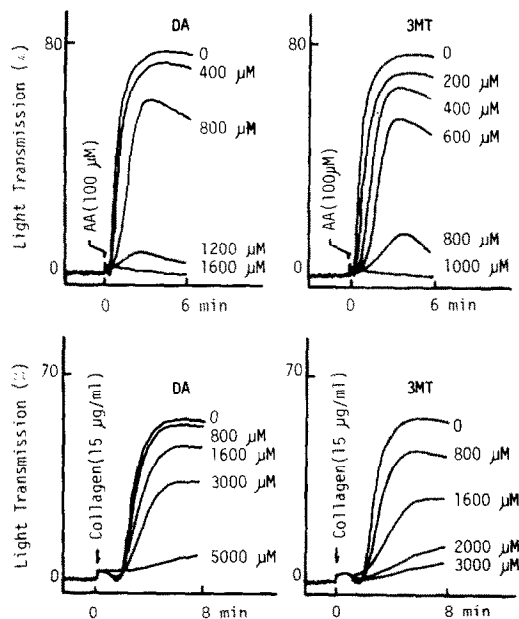 DA
80
0
400 µM
800 µM
1200 µM
1600 µM
0
Light Transmission (%)
AA(100 µM)
0
6 min
3MT
80
0
200 µM
400 µM
600 µM
800 µM
1000 µM
0
AA(100µM)
0
6 min
DA
70
0
800 µM
1600 µM
3000 µM
5000 µM
0
Light Transmission (%)
Collagen(15 µg/ml)
0
8 min
3MT
70
0
800 µM
1600 µM
2000 µM
3000 µM
0
Collagen(15 µg/ml)
0
8 min